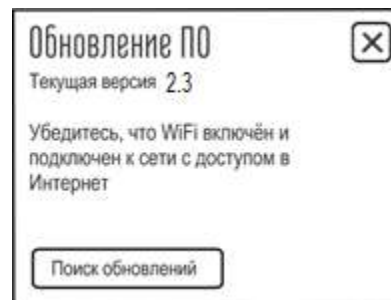 Обновление ПО
Текущая версия 2.3
Убедитесь, что WiFi включён и
подключен к сети с доступом в
Интернет
Поиск обновлений